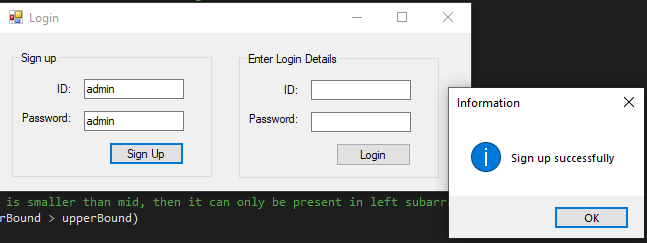 Login
Sign up
ID: admin
Password: admin
Sign Up
Enter Login Details
ID:
Password:
Login
Information
Sign up successfully
OK
is smaller than mid, then it can only be present in left subarr
rBound > upperBound)